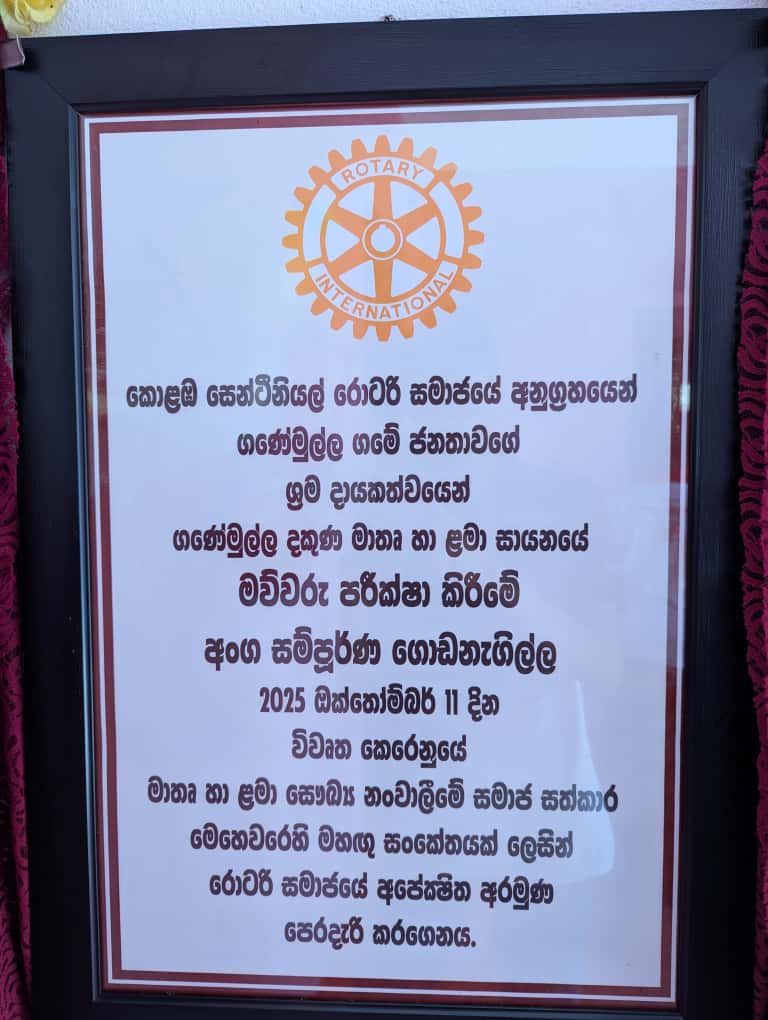 ROTARY
INTERNATIONAL
කොළඹ සෙන්ටිනියල් රොටරි සමාජයේ අනුග්‍රහයෙන්
ගණේමුල්ල ගමේ ජනතාවගේ
ශ්‍රම දායකත්වයෙන්
ගණේමුල්ල දකුණ මාතෘ හා ළමා සායනයේ
මව්වරු පරීක්ෂා කිරීමේ
අංග සම්පූර්ණ ගොඩනැගිල්ල
2025 ඔක්තෝම්බර් 11 දින
විවෘත කෙරෙනුයේ
මාතෘ හා ළමා සෞඛ්‍ය නංවාලීමේ සමාජ සත්කාර
මෙහෙවරෙහි මහඟු සංකේතයක් ලෙසින්
රොටරි සමාජයේ අපේක්ෂිත අරමුණ
පෙරදැරි කරගෙනය.